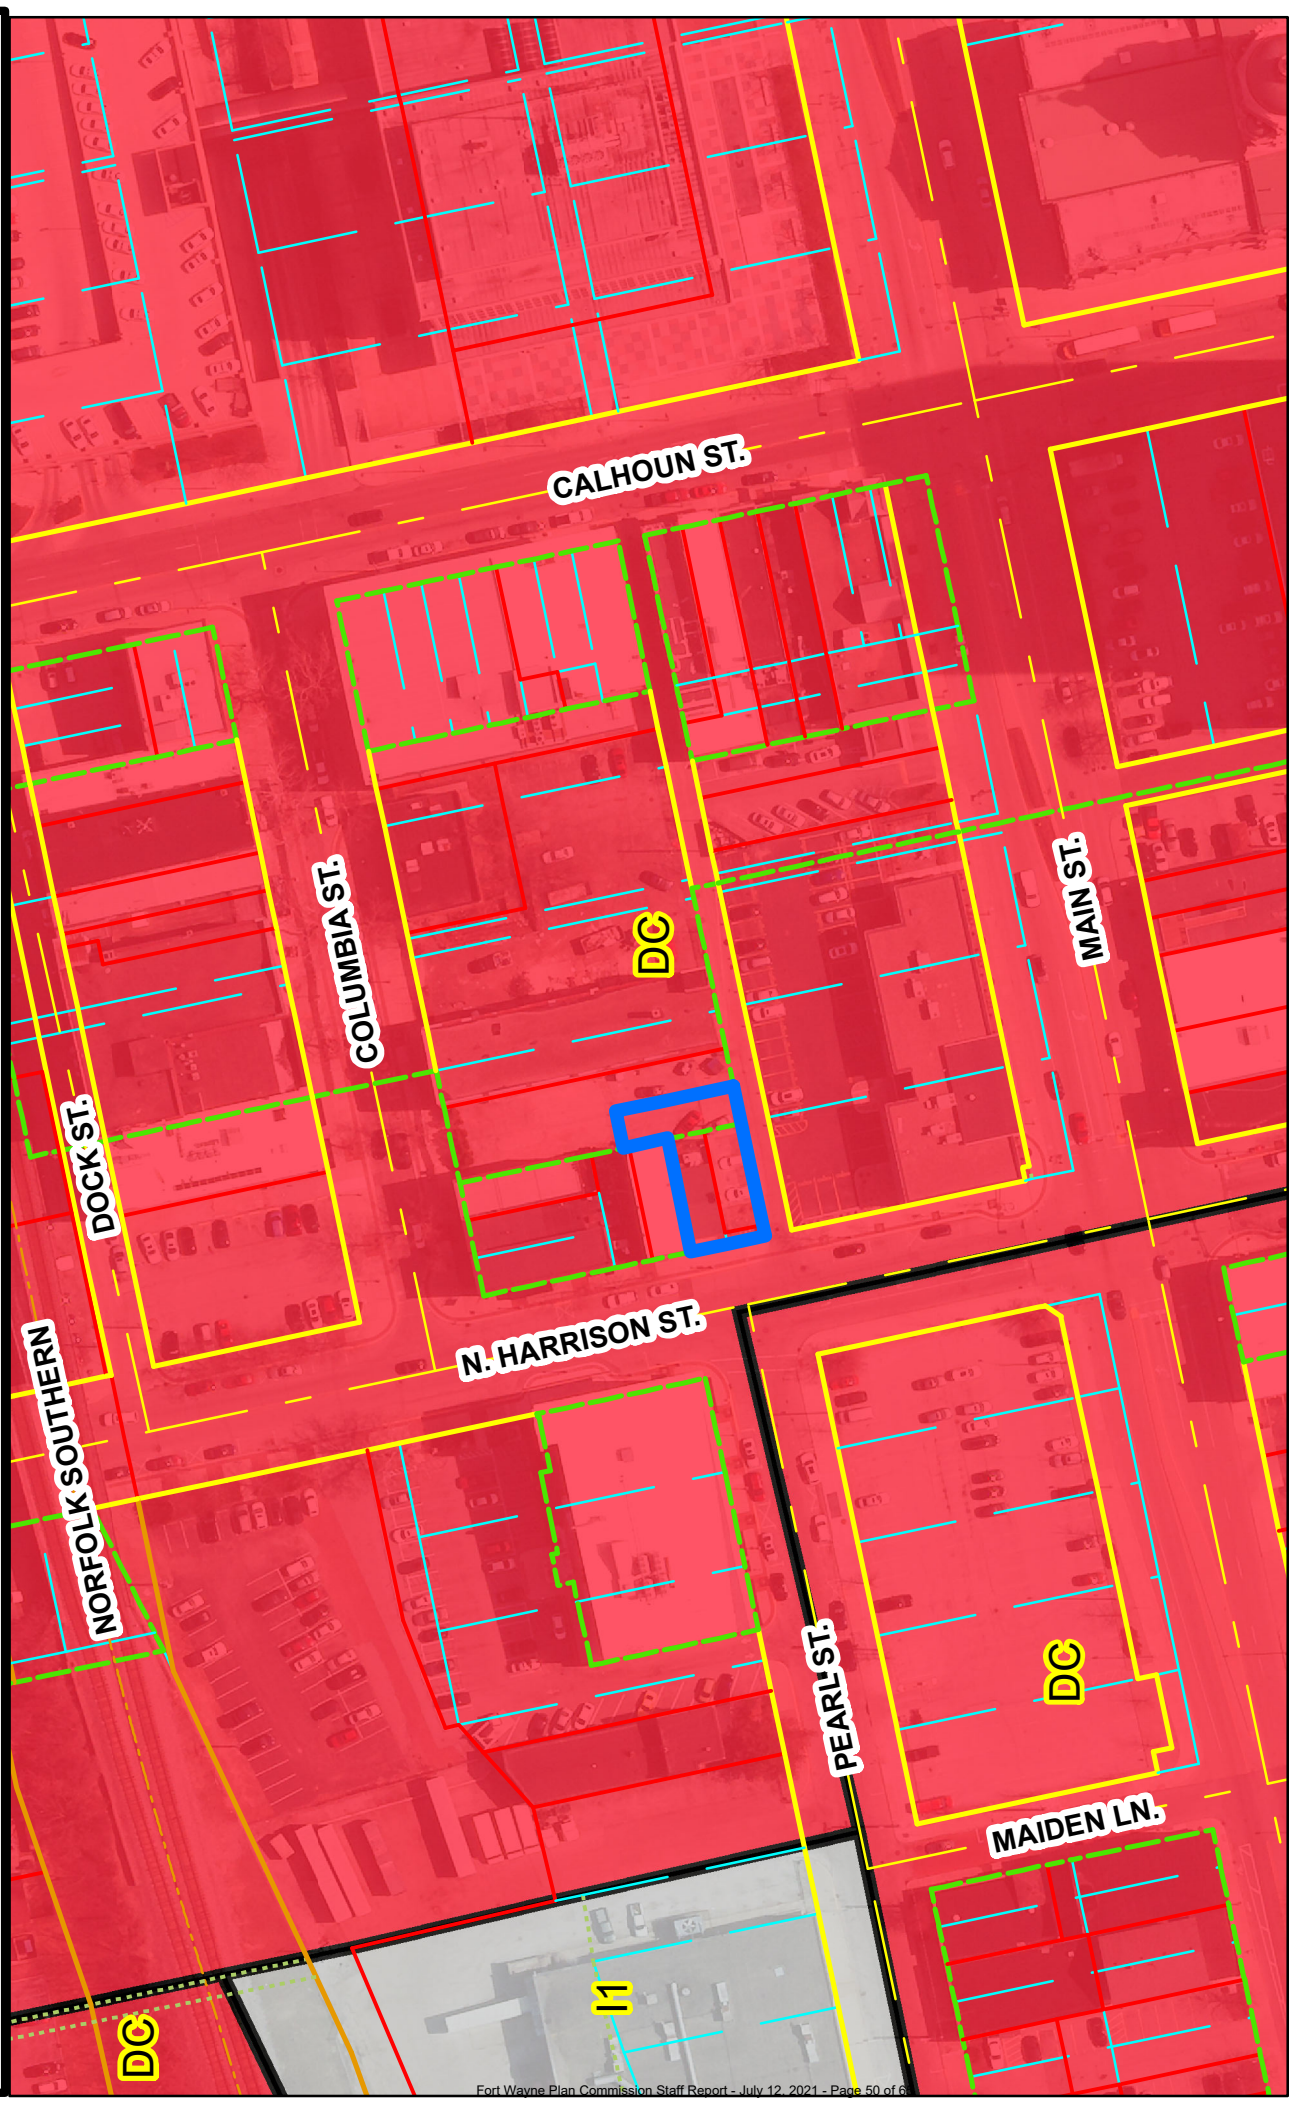 CALHOUN ST.
COLUMBIA ST.
DC
MAIN ST.
DOCK ST.
N. HARRISON ST.
NORFOLK SOUTHERN
PEARL ST.
DC
MAIDEN LN.
I1
DC
Fort Wayne Plan Commission Staff Report - July 12, 2021 - Page 50 of 6